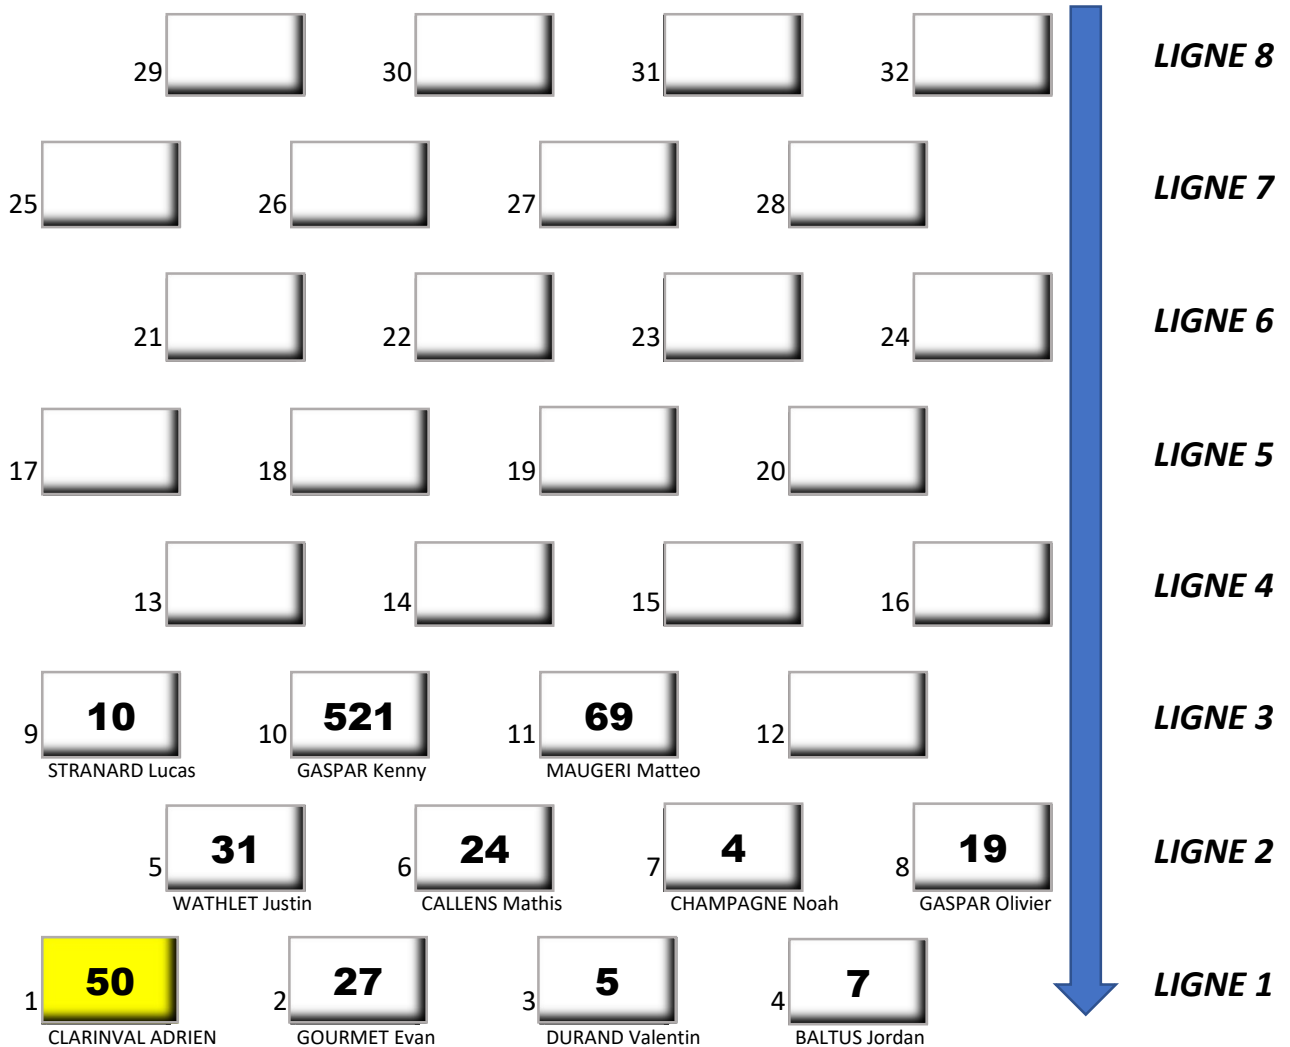 29 30 31 32 LIGNE 8
25 26 27 28 LIGNE 7
21 22 23 24 LIGNE 6
17 18 19 20 LIGNE 5
13 14 15 16 LIGNE 4
9 10 10 521 11 69 12 LIGNE 3
STRANARD Lucas GASPAR Kenny MAUGERI Matteo
5 31 6 24 7 4 8 19 LIGNE 2
WATHLET Justin CALLENS Mathis CHAMPAGNE Noah GASPAR Olivier
1 50 2 27 3 5 4 7 LIGNE 1
CLARINVAL ADRIEN GOURMET Evan DURAND Valentin BALTUS Jordan